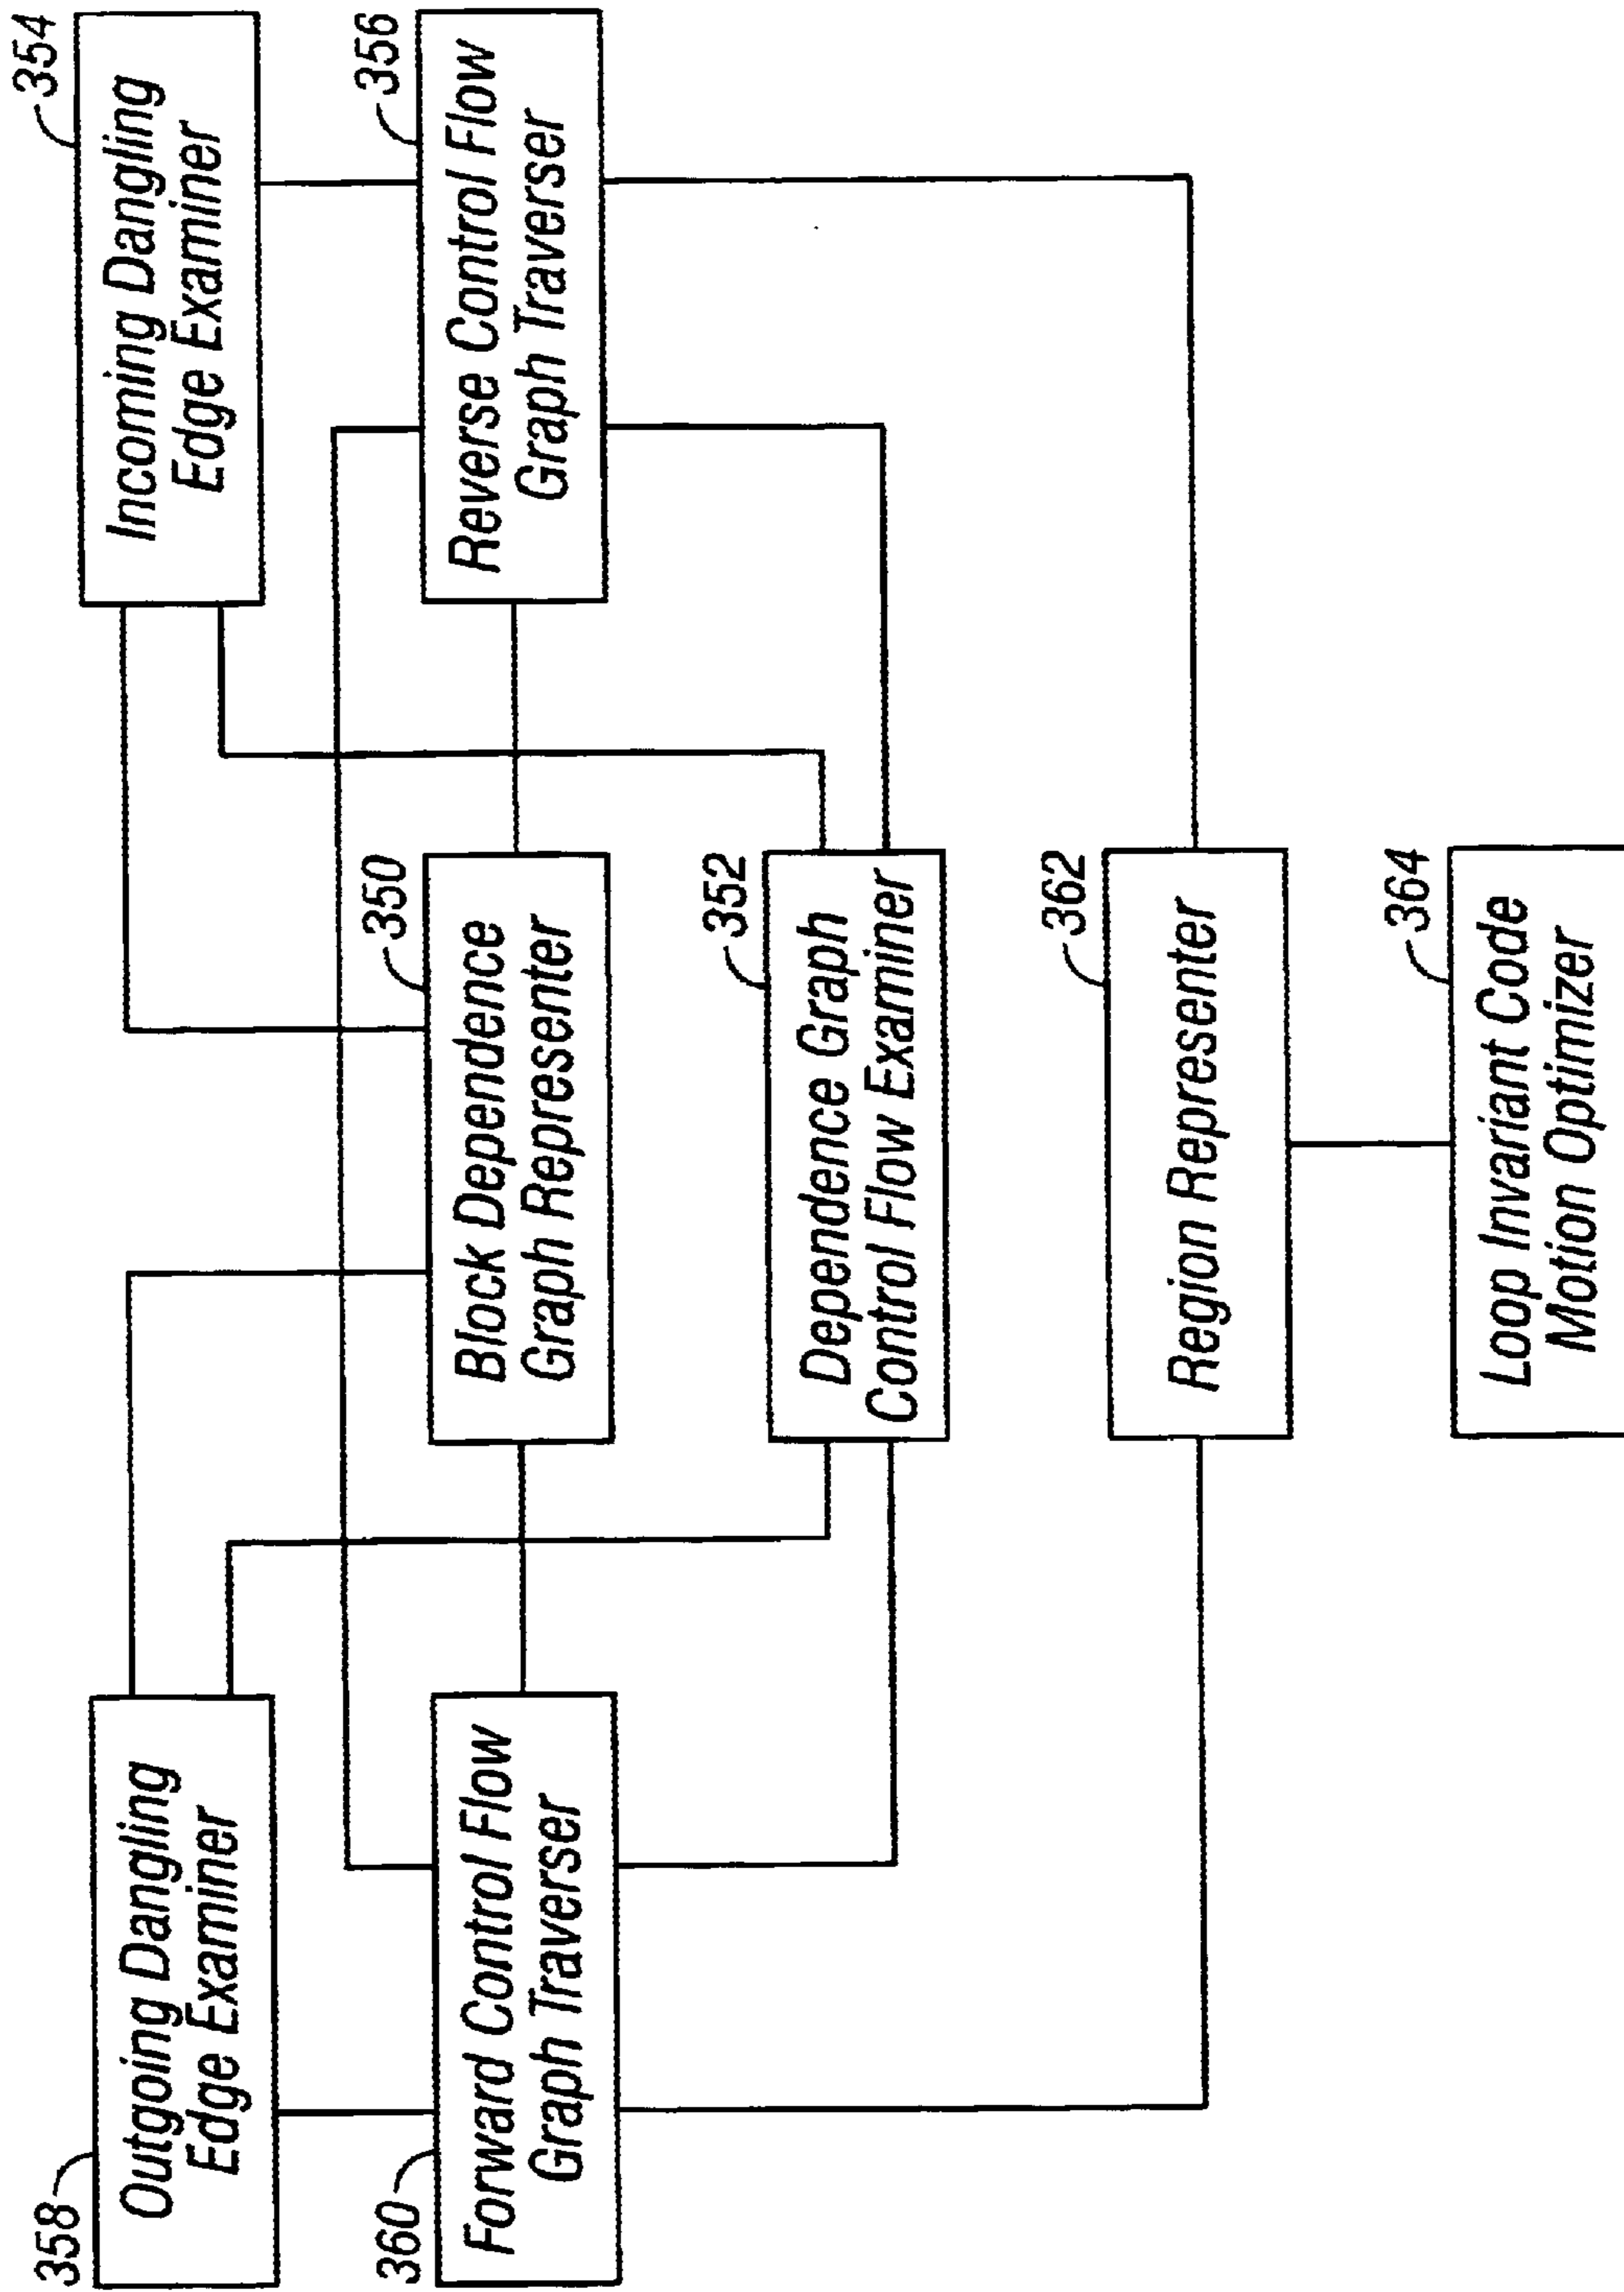 358
Outgoing Dangling
Edge Examiner
354
Incoming Dangling
Edge Examiner
360
Forward Control Flow
Graph Traverser
350
Block Dependence
Graph Representer
356
Reverse Control Flow
Graph Traverser
352
Dependence Graph
Control Flow Examiner
362
Region Representer
364
Loop Invariant Code
Motion Optimizer